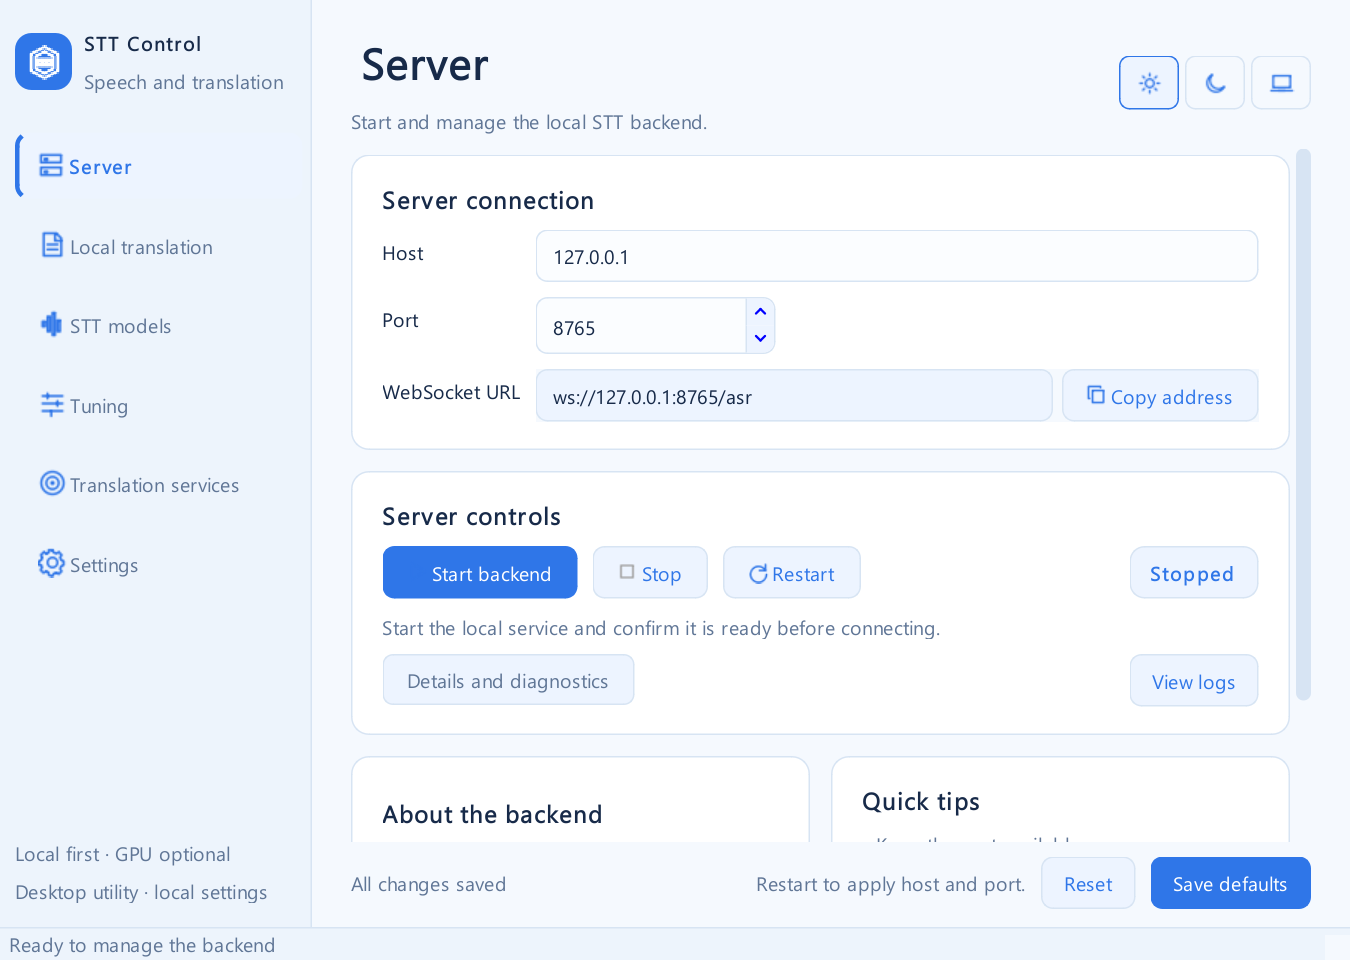 STT Control
Speech and translation
Server
Local translation
STT models
Tuning
Translation services
Settings
Local first · GPU optional
Desktop utility · local settings
Server
Start and manage the local STT backend.
Server connection
Host
127.0.0.1
Port
8765
WebSocket URL
ws://127.0.0.1:8765/asr
Copy address
Server controls
Start backend
Stop
Restart
Stopped
Start the local service and confirm it is ready before connecting.
Details and diagnostics
View logs
About the backend
Quick tips
All changes saved
Restart to apply host and port.
Reset
Save defaults
Ready to manage the backend